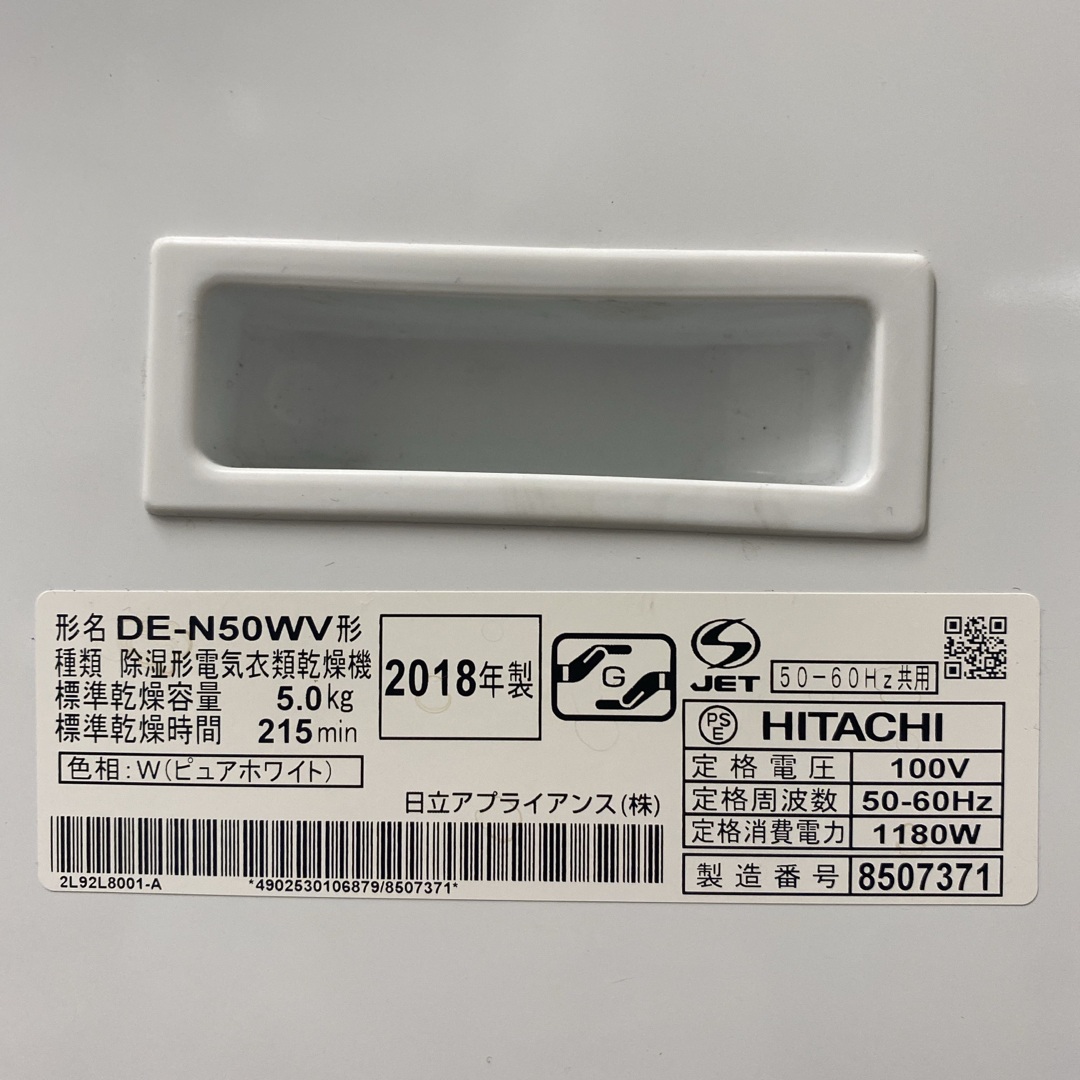 形名 DE-N50WV形
種類 除湿形電気衣類乾燥機
標準乾燥容量 5.0kg
標準乾燥時間 215min
色相:W(ピュアホワイト)
2018年製
G
JET
50-60Hz共用
PSE HITACHI
定格電圧 100V
定格周波数 50-60Hz
定格消費電力 1180W
製造番号 8507371
日立アプライアンス(株)
2L92L8001-A *4902530106879/8507371*